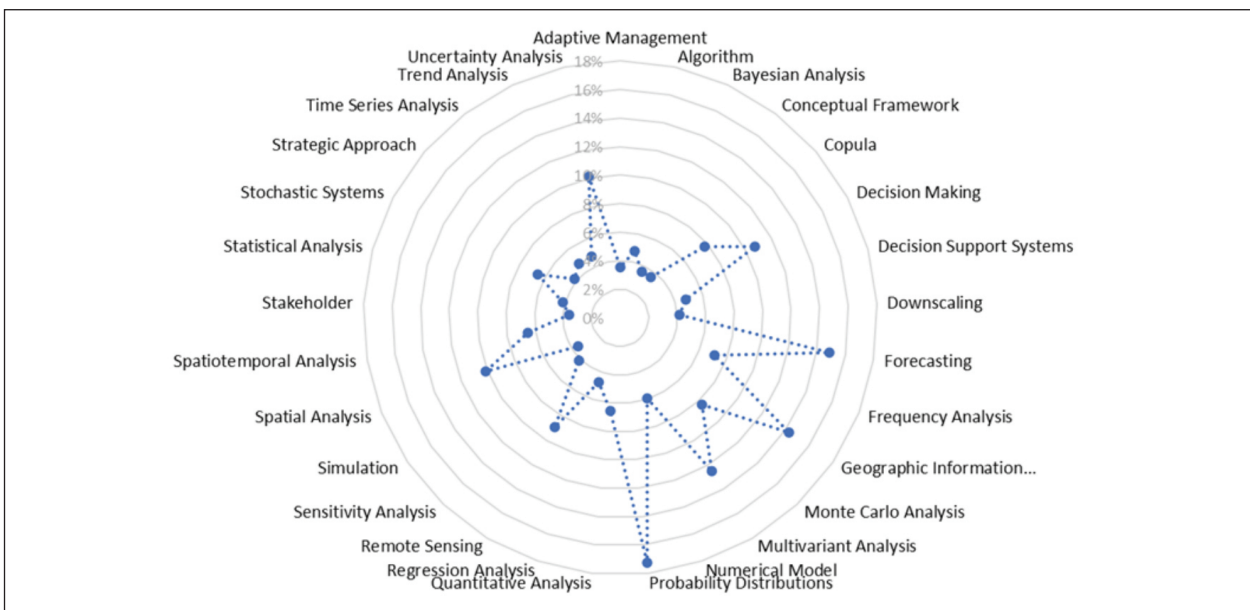 Adaptive Management
Algorithm
Bayesian Analysis
Conceptual Framework
Copula
Decision Making
Decision Support Systems
Downscaling
Forecasting
Frequency Analysis
Geographic Information...
Monte Carlo Analysis
Multivariant Analysis
Numerical Model
Probability Distributions
Quantitative Analysis
Regression Analysis
Remote Sensing
Sensitivity Analysis
Simulation
Spatial Analysis
Spatiotemporal Analysis
Stakeholder
Statistical Analysis
Stochastic Systems
Strategic Approach
Time Series Analysis
Trend Analysis
Uncertainty Analysis
18%
16%
14%
12%
10%
8%
6%
4%
2%
0%